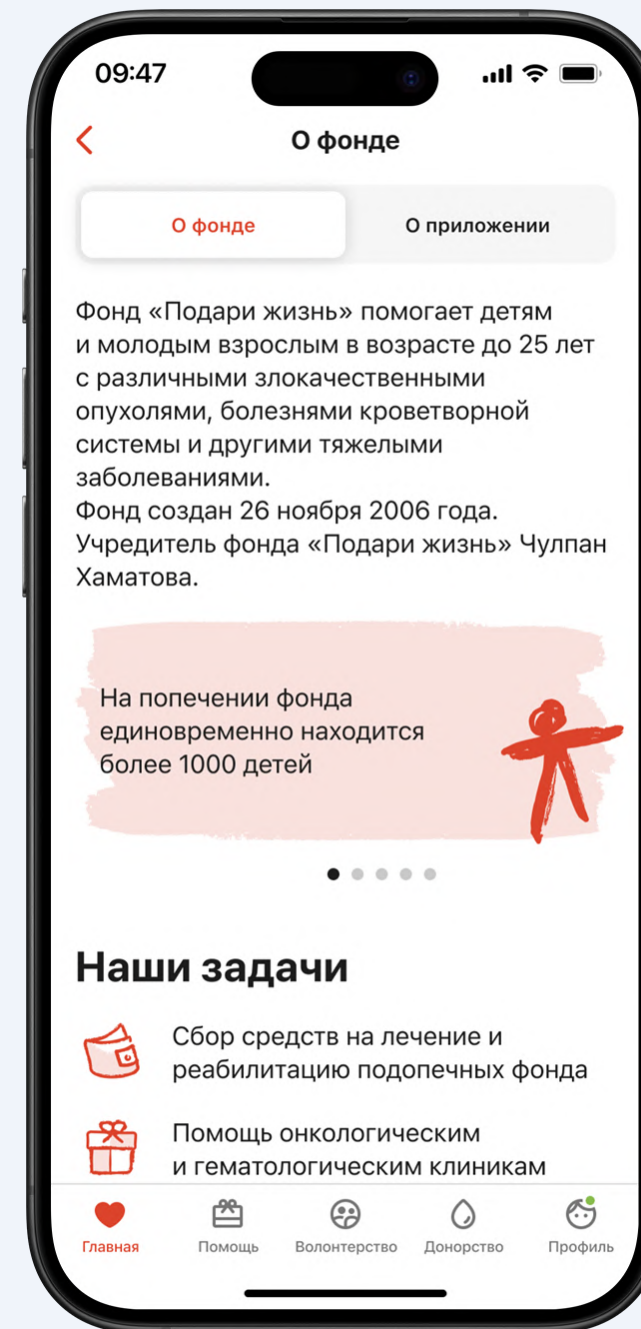 09:47
О фонде
О фонде
О приложении
Фонд «Подари жизнь» помогает детям
и молодым взрослым в возрасте до 25 лет
с различными злокачественными
опухолями, болезнями кроветворной
системы и другими тяжелыми
заболеваниями.
Фонд создан 26 ноября 2006 года.
Учредитель фонда «Подари жизнь» Чулпан
Хаматова.
На попечении фонда
единовременно находится
более 1000 детей
Наши задачи
Сбор средств на лечение и
реабилитацию подопечных фонда
Помощь онкологическим
и гематологическим клиникам
Главная
Помощь
Волонтерство
Донорство
Профиль